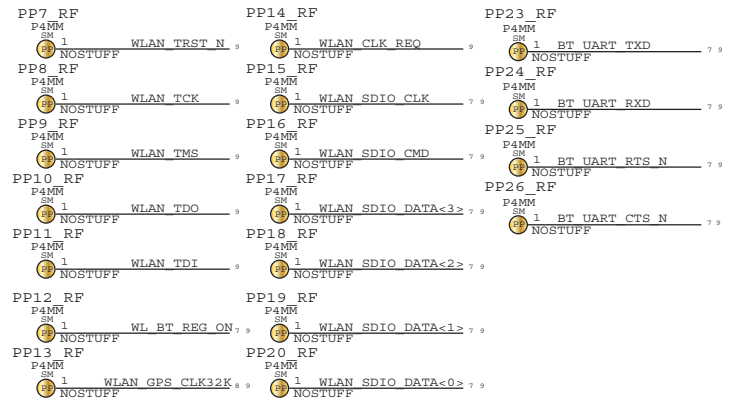 PP7_RF
P4MM
SM
PP 1 WLAN_TRST_N 9
NOSTUFF
PP8_RF
P4MM
SM
PP 1 WLAN_TCK 9
NOSTUFF
PP9_RF
P4MM
SM
PP 1 WLAN_TMS 9
NOSTUFF
PP10_RF
P4MM
SM
PP 1 WLAN_TDO 9
NOSTUFF
PP11_RF
P4MM
SM
PP 1 WLAN_TDI 9
NOSTUFF
PP12_RF
P4MM
SM
PP 1 WL_BT_REG_ON 7 9
NOSTUFF
PP13_RF
P4MM
SM
PP 1 WLAN_GPS_CLK32K 8 9
NOSTUFF
PP14_RF
P4MM
SM
PP 1 WLAN_CLK_REQ 9
NOSTUFF
PP15_RF
P4MM
SM
PP 1 WLAN_SDIO_CLK 7 9
NOSTUFF
PP16_RF
P4MM
SM
PP 1 WLAN_SDIO_CMD 7 9
NOSTUFF
PP17_RF
P4MM
SM
PP 1 WLAN_SDIO_DATA<3> 7 9
NOSTUFF
PP18_RF
P4MM
SM
PP 1 WLAN_SDIO_DATA<2> 7 9
NOSTUFF
PP19_RF
P4MM
SM
PP 1 WLAN_SDIO_DATA<1> 7 9
NOSTUFF
PP20_RF
P4MM
SM
PP 1 WLAN_SDIO_DATA<0> 7 9
NOSTUFF
PP23_RF
P4MM
SM
PP 1 BT_UART_TXD 7 9
NOSTUFF
PP24_RF
P4MM
SM
PP 1 BT_UART_RXD 7 9
NOSTUFF
PP25_RF
P4MM
SM
PP 1 BT_UART_RTS_N 7 9
NOSTUFF
PP26_RF
P4MM
SM
PP 1 BT_UART_CTS_N 7 9
NOSTUFF